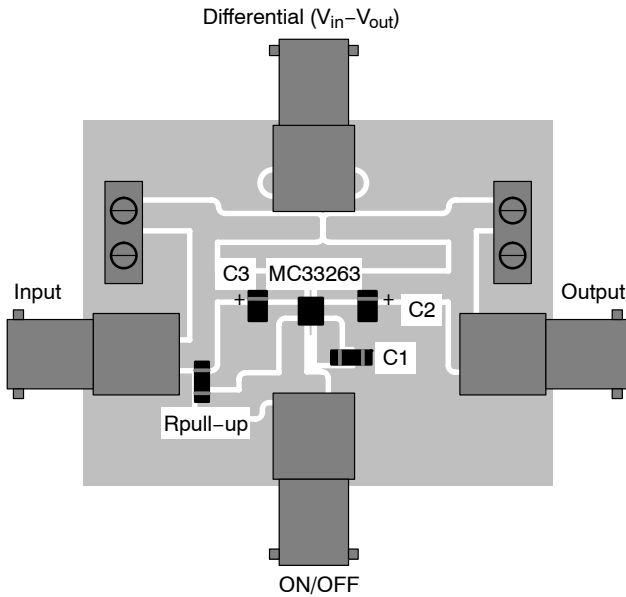 Differential (Vin−Vout)
C3
MC33263
Input
+
+
C2
Output
C1
Rpull−up
ON/OFF